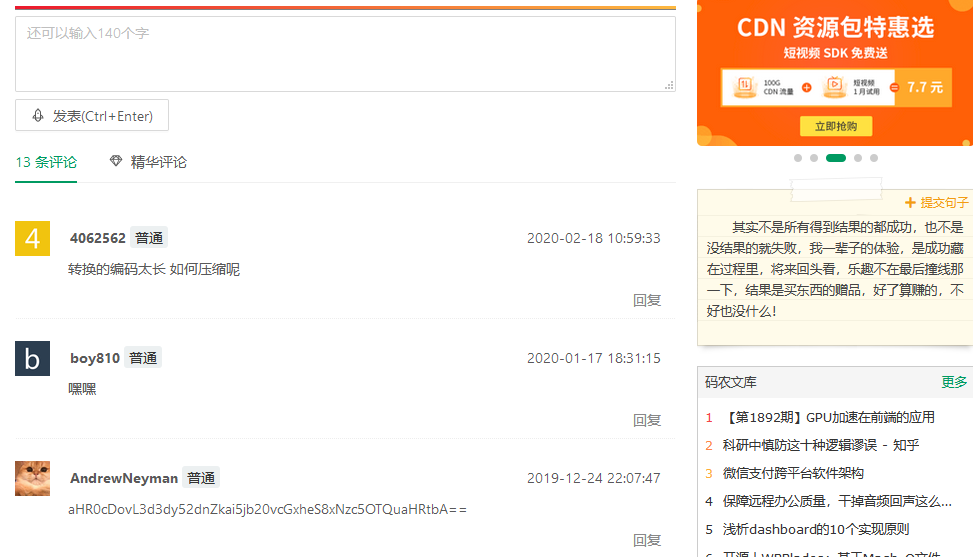 还可以输入140个字
发表(Ctrl+Enter)
13 条评论
精华评论
4
4062562 普通
2020-02-18 10:59:33
转换的编码太长 如何压缩呢
回复
b
boy810 普通
2020-01-17 18:31:15
嘿嘿
回复
AndrewNeyman 普通
2019-12-24 22:07:47
aHR0cDovL3d3dy52dnZkai5jb20vcGxheS8xNzc5OTQuaHRtbA==
回复
CDN 资源包特惠选
短视频 SDK 免费送
100G
CDN 流量
+
短视频
1 月试用
=
7.7 元
立即抢购
+ 提交句子
其实不是所有得到结果的都成功，也不是
没结果的就失败，我一辈子的体验，是成功藏
在过程里，将来回头看，乐趣不在最后撞线那
一下，结果是买东西的赠品，好了算赚的，不
好也没什么！
码农文库
更多
1 【第1892期】GPU加速在前端的应用
2 科研中慎防这十种逻辑谬误 - 知乎
3 微信支付跨平台软件架构
4 保障远程办公质量，干掉音频回声这么...
5 浅析dashboard的10个实现原则